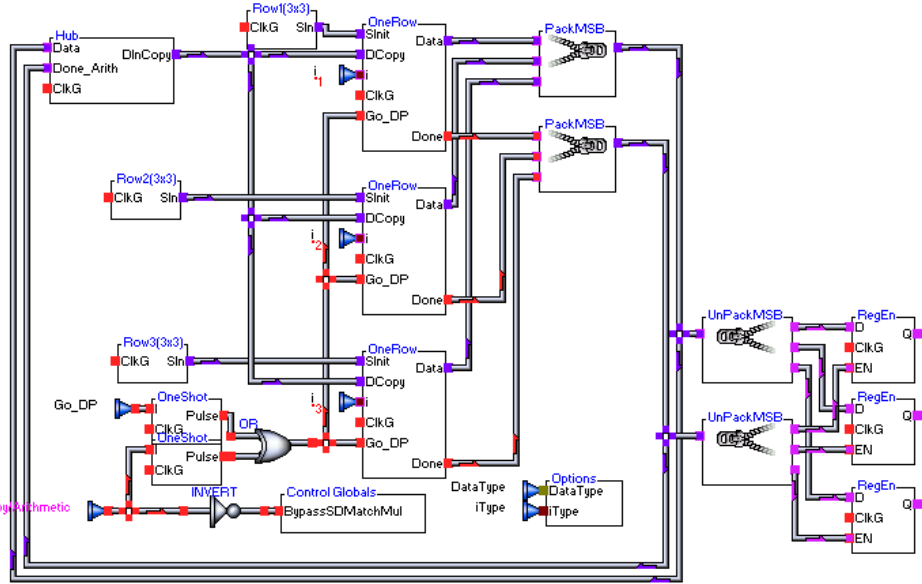 Row1(3x3)
ClkG SIn
OneRow
SInit
Data
DCopy
i
i
1
ClkG
Go_DP
Done
PackMSB
Hub
Data
DInCopy
Done_Arith
ClkG
PackMSB
Row2(3x3)
ClkG SIn
OneRow
SInit
Data
DCopy
i
i
2
ClkG
Go_DP
Done
UnPackMSB
RegEn
D
Q
ClkG
EN
Row3(3x3)
ClkG SIn
OneRow
SInit
Data
DCopy
i
i
3
ClkG
Go_DP
Done
Go_DP
OneShot
I
Pulse
ClkG
OneShot
I
Pulse
ClkG
OR
UnPackMSB
RegEn
D
Q
ClkG
EN
INVERT
Control Globals
BypassSDMatchMul
Arithmetic
DataType
iType
Options
DataType
iType
RegEn
D
Q
ClkG
EN